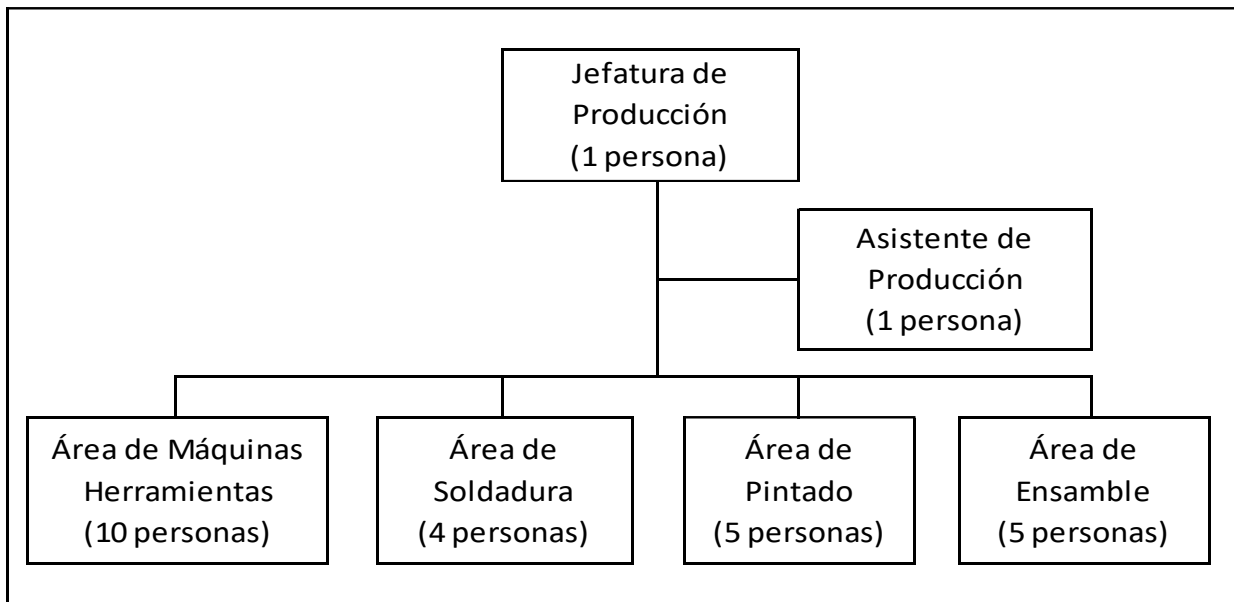 Jefatura de
Producción
(1 persona)
Asistente de
Producción
(1 persona)
Área de Máquinas
Herramientas
(10 personas)
Área de
Soldadura
(4 personas)
Área de
Pintado
(5 personas)
Área de
Ensamble
(5 personas)